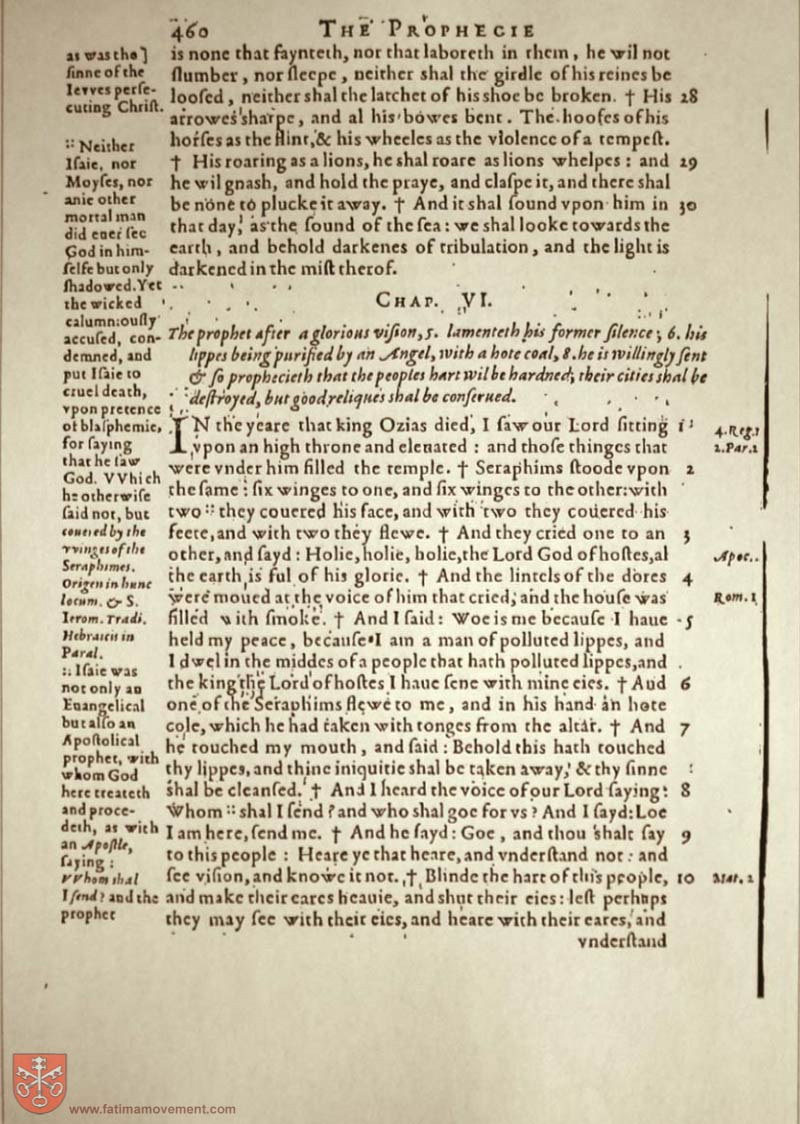 460 THE PROPHECIE
is none that faynteth, nor that laboreth in them, he wil not
ſlumber, nor ſleepe, neither shal the girdle of his reines be
looſed, neither shal the latchet of his shoe be broken. † His 28
arrowes sharpe, and al his bowes bent. The hoofes of his
horſes as the flint, & his wheeles as the violence of a tempeſt.
† His roaring as a lions, he shal roare as lions whelpes: and 29
he wil gnash, and hold the praye, and claſpe it, and there shal
be none to plucke it away. † And it shal ſound vpon him in 30
that day, as the ſound of the ſea: we shal looke towards the
earth, and behold darkenes of tribulation, and the light is
darkened in the miſt therof.
CHAP. VI.
The prophet after a glorious viſion, 5. lamenteth his former ſilence; 6. his
lippes being purified by an Angel, with a hote coal, 8. he is willingly ſent
& ſo prophecieth that the peoples hart wil be hardned, their cities shal be
deſtroyed, but good reliques shal be conſerued.
IN the yeare that king Ozias died, I ſaw our Lord ſitting 1
vpon an high throne and eleuated: and thoſe thinges that
were vnder him filled the temple. † Seraphims ſtoode vpon 2
the ſame: ſix winges to one, and ſix winges to the other: with
two :: they couered his face, and with two they couered his
feete, and with two they flewe. † And they cried one to an 3
other, and ſayd: Holie, holie, holie, the Lord God of hoſtes, al
the earth is ful of his glorie. † And the lintels of the dores 4
were moued at the voice of him that cried, and the houſe was
filled with ſmoke. † And I ſaid: Woe is me becauſe I haue 5
held my peace, becauſe I am a man of polluted lippes, and
I dwel in the middes of a people that hath polluted lippes, and
the king the Lord of hoſtes I haue ſene with mine eies. † And 6
one of the Seraphims flewe to me, and in his hand an hote
cole, which he had taken with tonges from the altar. † And 7
he touched my mouth, and ſaid: Behold this hath touched
thy lippes, and thine iniquitie shal be taken away, & thy ſinne
shal be cleanſed. † And I heard the voice of our Lord ſaying: 8
Whom :: shal I ſend? and who shal goe for vs? And I ſayd: Loe
I am here, ſend me. † And he ſayd: Goe, and thou shalt ſay 9
to this people: Heare ye that heare, and vnderſtand not: and
ſee viſion, and knowe it not. † Blinde the hart of this people, 10
and make their eares heauie, and shut their eies: leſt perhaps
they may ſee with their eies, and heare with their eares, and
vnderſtand
as was the]
ſinne of the
Iewes perſe-
cuting Chriſt.
:: Neither
Iſaie, nor
Moyſes, nor
anie other
mortal man
did euer ſee
God in him-
ſelfe but only
shadowed. Yet
the wicked
calumniouſly
accuſed, con-
demned, and
put Iſaie to
cruel death,
vpon pretence
of blaſphemie,
for ſaying
that he ſaw
God. VVhich
he otherwiſe
ſaid not, but
couered by the
vvinges of the
Seraphimes.
Origen in hunc
locum. & S.
Ierom. Tradi.
Hebraicis in
Paral.
:: Iſaie was
not only an
Euangelical
but alſo an
Apoſtolical
prophet, with
whom God
here treateth
and proce-
deth, as with
an Apoſtle,
ſaying:
VVhom shal
I ſend? and the
prophet
4. Reg. 1
2. Par. 2
Apoc.
Rom. 1
Mat. 2
www.fatimamovement.com